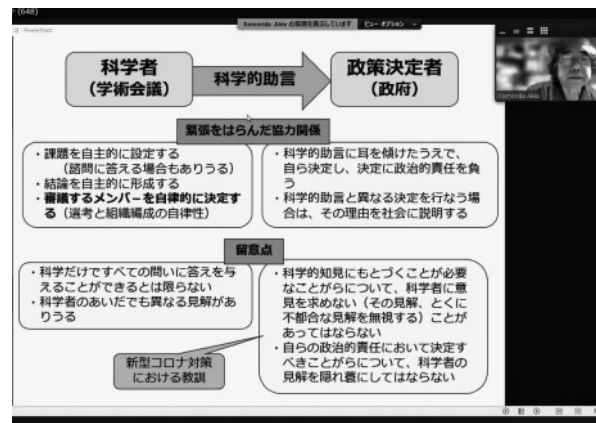 (648)
PowerPoint
Komorida Akio の画面を表示しています
ビュー オプション
Komorida Akio
科学者
(学術会議)
科学的助言
政策決定者
(政府)
緊張をはらんだ協力関係
・課題を自主的に設定する
(諮問に答える場合もありうる)
・結論を自主的に形成する
・審議するメンバーを自律的に決定す
る(選考と組織編成の自律性)
・科学的助言に耳を傾けたうえで、
自ら決定し、決定に政治的責任を負
う
・科学的助言と異なる決定を行なう場
合は、その理由を社会に説明する
留意点
・科学だけですべての問いに答えを与
えることができるとは限らない
・科学者のあいだでも異なる見解があ
りうる
・科学的知見にもとづくことが必要
なことがらについて、科学者に意
見を求めない(その見解、とくに
不都合な見解を無視する)ことが
あってはならない
・自らの政治的責任において決定す
べきことがらについて、科学者の
見解を隠れ蓑にしてはならない
新型コロナ対策
における教訓